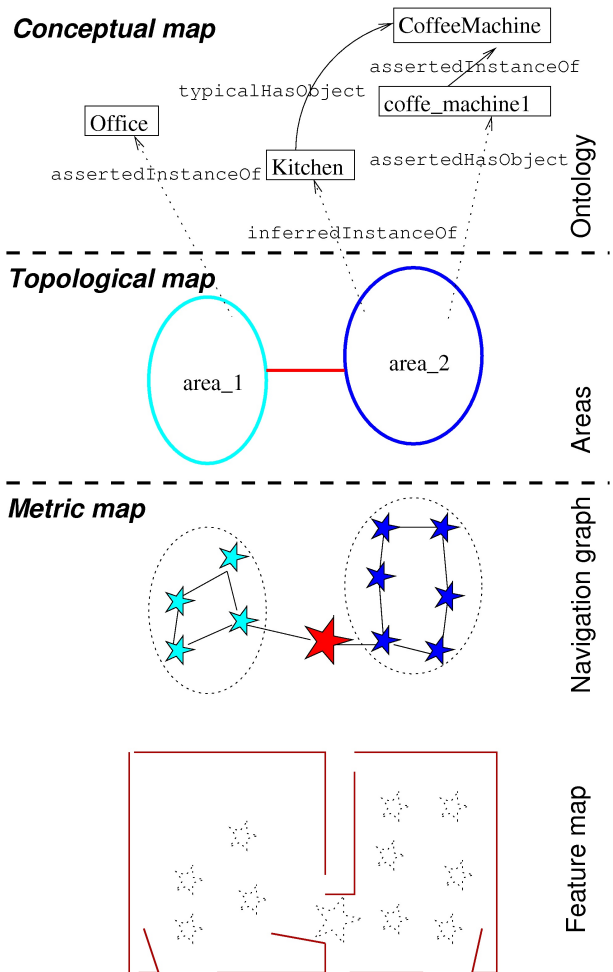 Conceptual map
CoffeeMachine
assertedInstanceOf
typicalHasObject
coffe_machine1
Office
Kitchen
assertedHasObject
assertedInstanceOf
inferredInstanceOf
Ontology
Topological map
area_1
area_2
Areas
Metric map
Navigation graph
Feature map